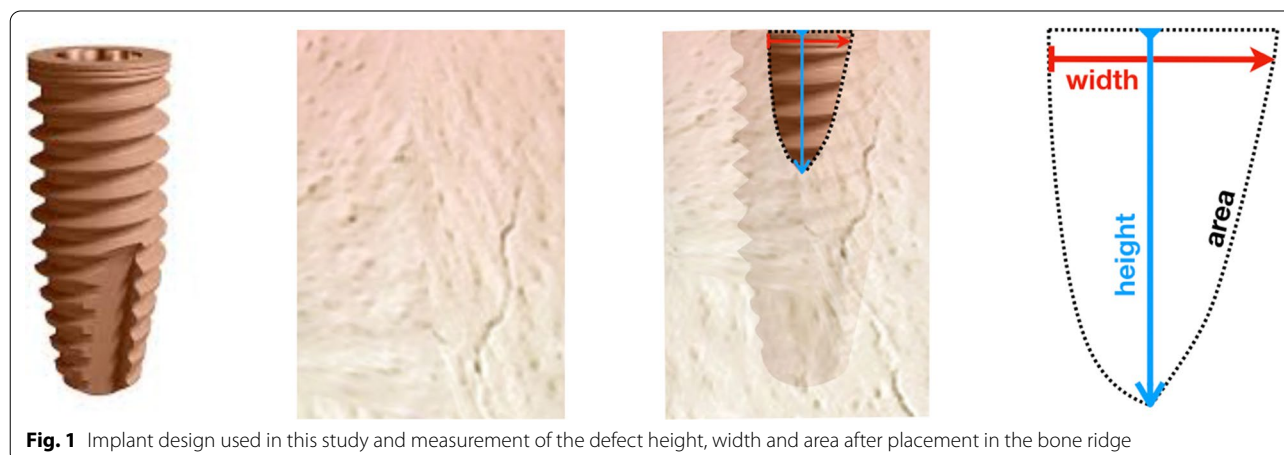 width
height
area
Fig. 1 Implant design used in this study and measurement of the defect height, width and area after placement in the bone ridge